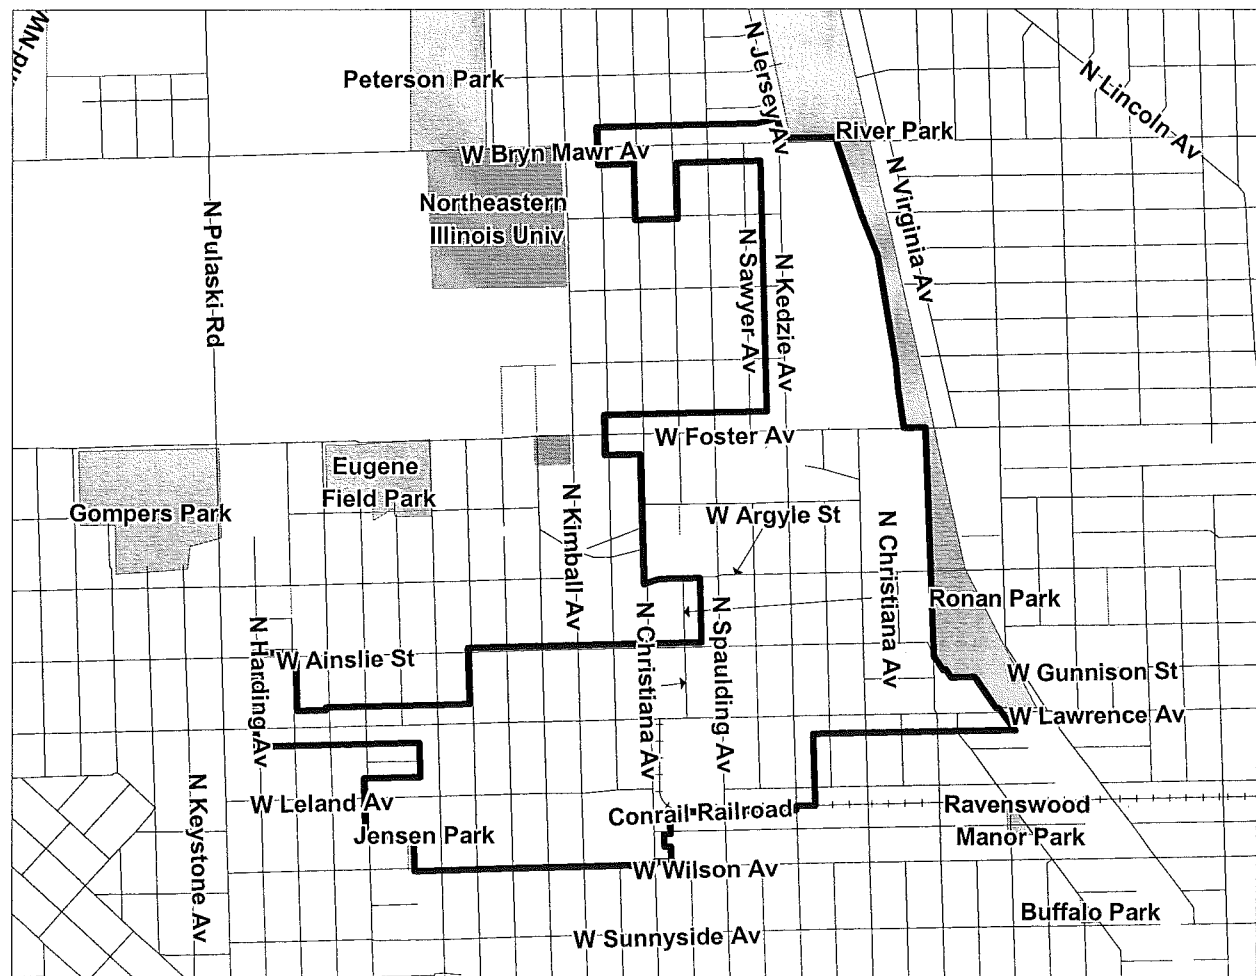 nd-NW
N-Jersey-Av
N Lincoln Av
Peterson Park
River Park
W Bryn Mawr Av
N-Virginia-Av
Northeastern
Illinois Univ
N-Pulaski-Rd
N-Sawyer-Av
N-Kedzie-Av
W Foster Av
Eugene
Field Park
Gompers Park
N-Kimball-Av
W Argyle St
N Christiana Av
Ronan Park
N-Harding-Av
W Ainslie St
N-Christiana Av
N-Spaulding-Av
W Gunnison St
W Lawrence Av
N Keystone Av
W Leland Av
Conrail-Railroad
Ravenswood
Manor Park
Jensen Park
W Wilson Av
Buffalo Park
W Sunnyside Av